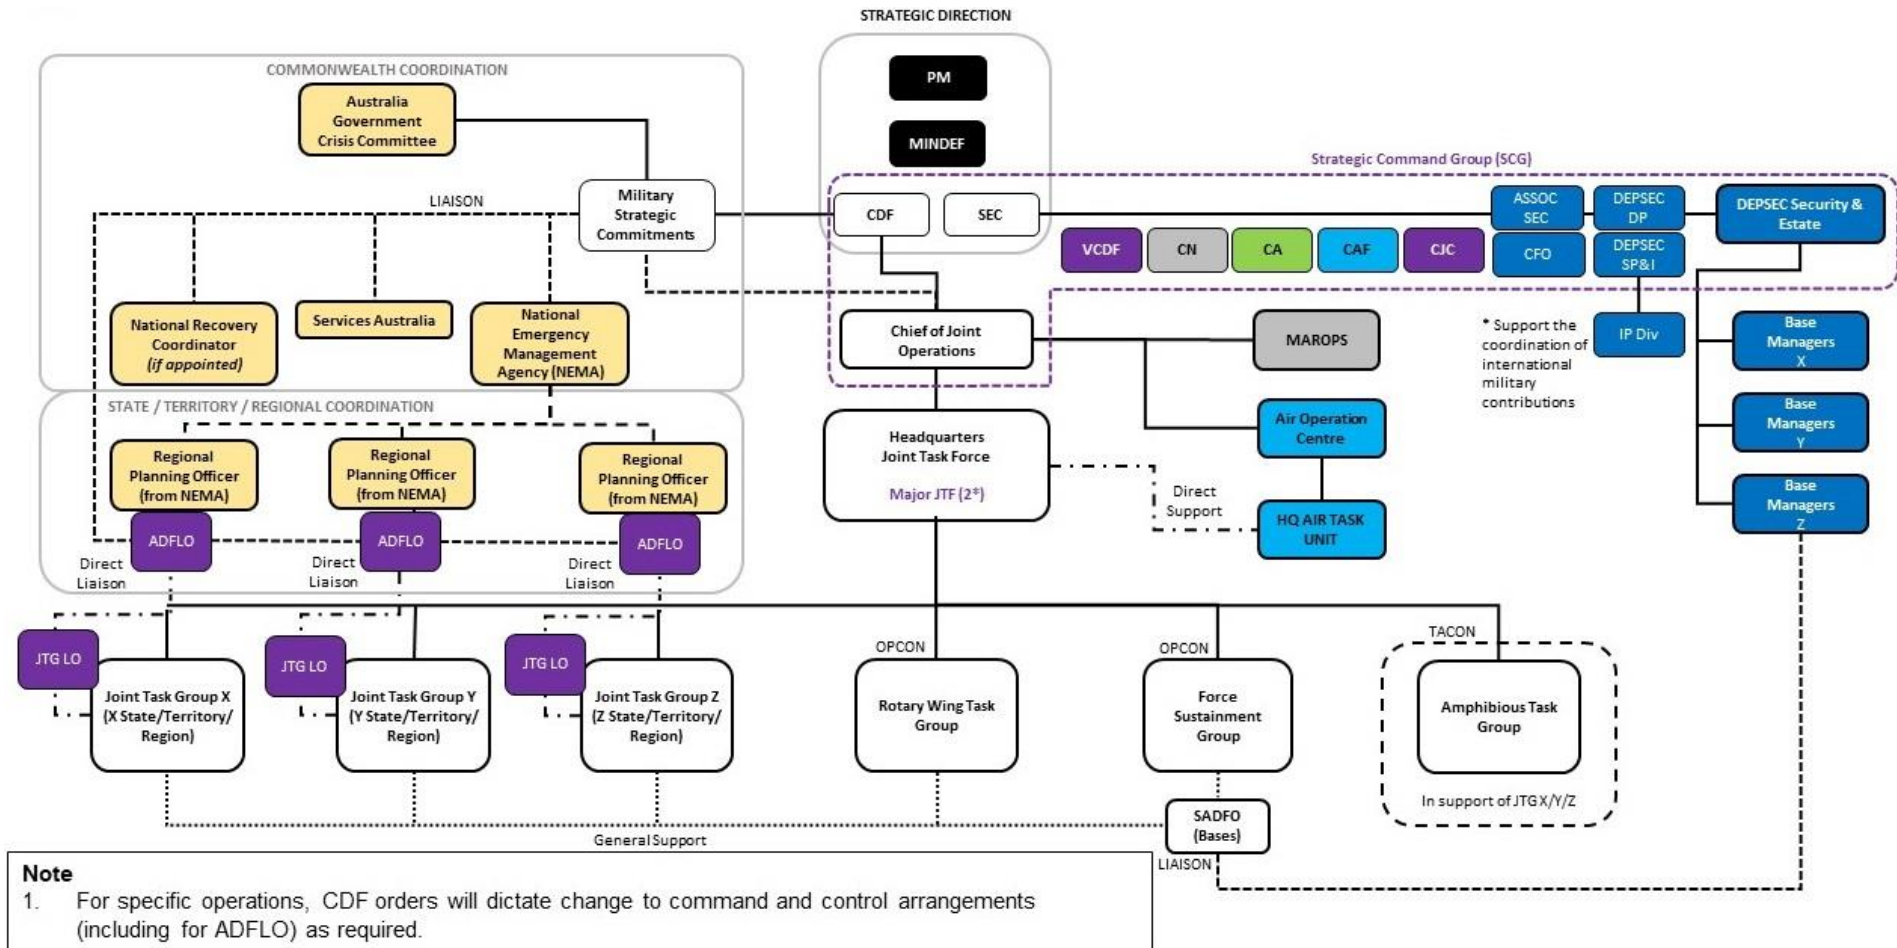 STRATEGIC DIRECTION
PM
MINDEF
COMMONWEALTH COORDINATION
Australia
Government
Crisis Committee
LIAISON
Military
Strategic
Commitments
CDF
SEC
Strategic Command Group (SCG)
VCDF
CN
CA
CAF
CJC
ASSOC
SEC
CFO
DEPSEC
DP
DEPSEC
SP&I
DEPSEC Security &
Estate
National Recovery
Coordinator
(if appointed)
Services Australia
National
Emergency
Management
Agency (NEMA)
Chief of Joint
Operations
MAROPS
* Support the
coordination of
international
military
contributions
IP Div
Base
Managers
X
Base
Managers
Y
Base
Managers
Z
STATE / TERRITORY / REGIONAL COORDINATION
Regional
Planning Officer
(from NEMA)
Regional
Planning Officer
(from NEMA)
Regional
Planning Officer
(from NEMA)
ADFLO
ADFLO
ADFLO
Direct
Liaison
Direct
Liaison
Direct
Liaison
Headquarters
Joint Task Force
Major JTF (2*)
Air Operation
Centre
Direct
Support
HQ AIR TASK
UNIT
JTG LO
Joint Task Group X
(X State/Territory/
Region)
JTG LO
Joint Task Group Y
(Y State/Territory/
Region)
JTG LO
Joint Task Group Z
(Z State/Territory/
Region)
OPCON
Rotary Wing Task
Group
OPCON
Force
Sustainment
Group
TACON
Amphibious Task
Group
In support of JTG X/Y/Z
SADFO
(Bases)
General Support
LIAISON
Note
1. For specific operations, CDF orders will dictate change to command and control arrangements
(including for ADFLO) as required.